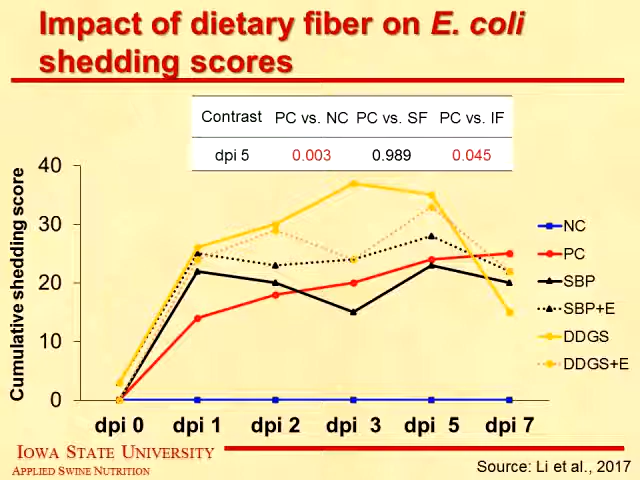 Impact of dietary fiber on E. coli
shedding scores
Contrast PC vs. NC PC vs. SF PC vs. IF
dpi 5 0.003 0.989 0.045
Cumulative shedding score
40
30
20
10
0
dpi 0 dpi 1 dpi 2 dpi 3 dpi 5 dpi 7
NC
PC
SBP
SBP+E
DDGS
DDGS+E
IOWA STATE UNIVERSITY
APPLIED SWINE NUTRITION
Source: Li et al., 2017